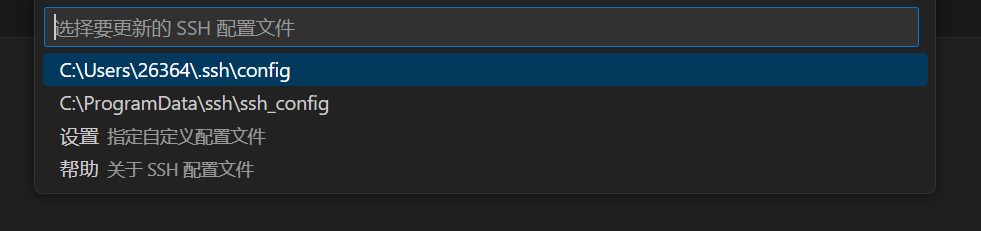 选择要更新的 SSH 配置文件
C:\Users\26364\.ssh\config
C:\ProgramData\ssh\ssh_config
设置 指定自定义配置文件
帮助 关于 SSH 配置文件